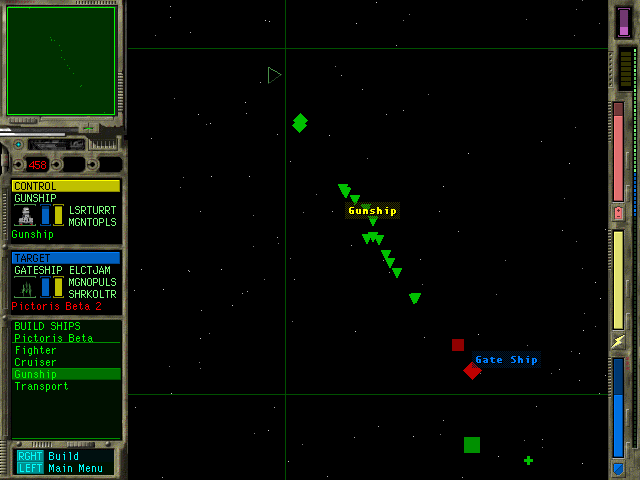 458
CONTROL
GUNSHIP
LSRTURRT
MGNTOPLS
Gunship
TARGET
GATESHIP ELCTJAM
MGNOPULS
SHRKOLTR
Pictoris Beta 2
BUILD SHIPS
Pictoris Beta
Fighter
Cruiser
Gunship
Transport
RGHT Build
LEFT Main Menu
Gunship
Gate Ship